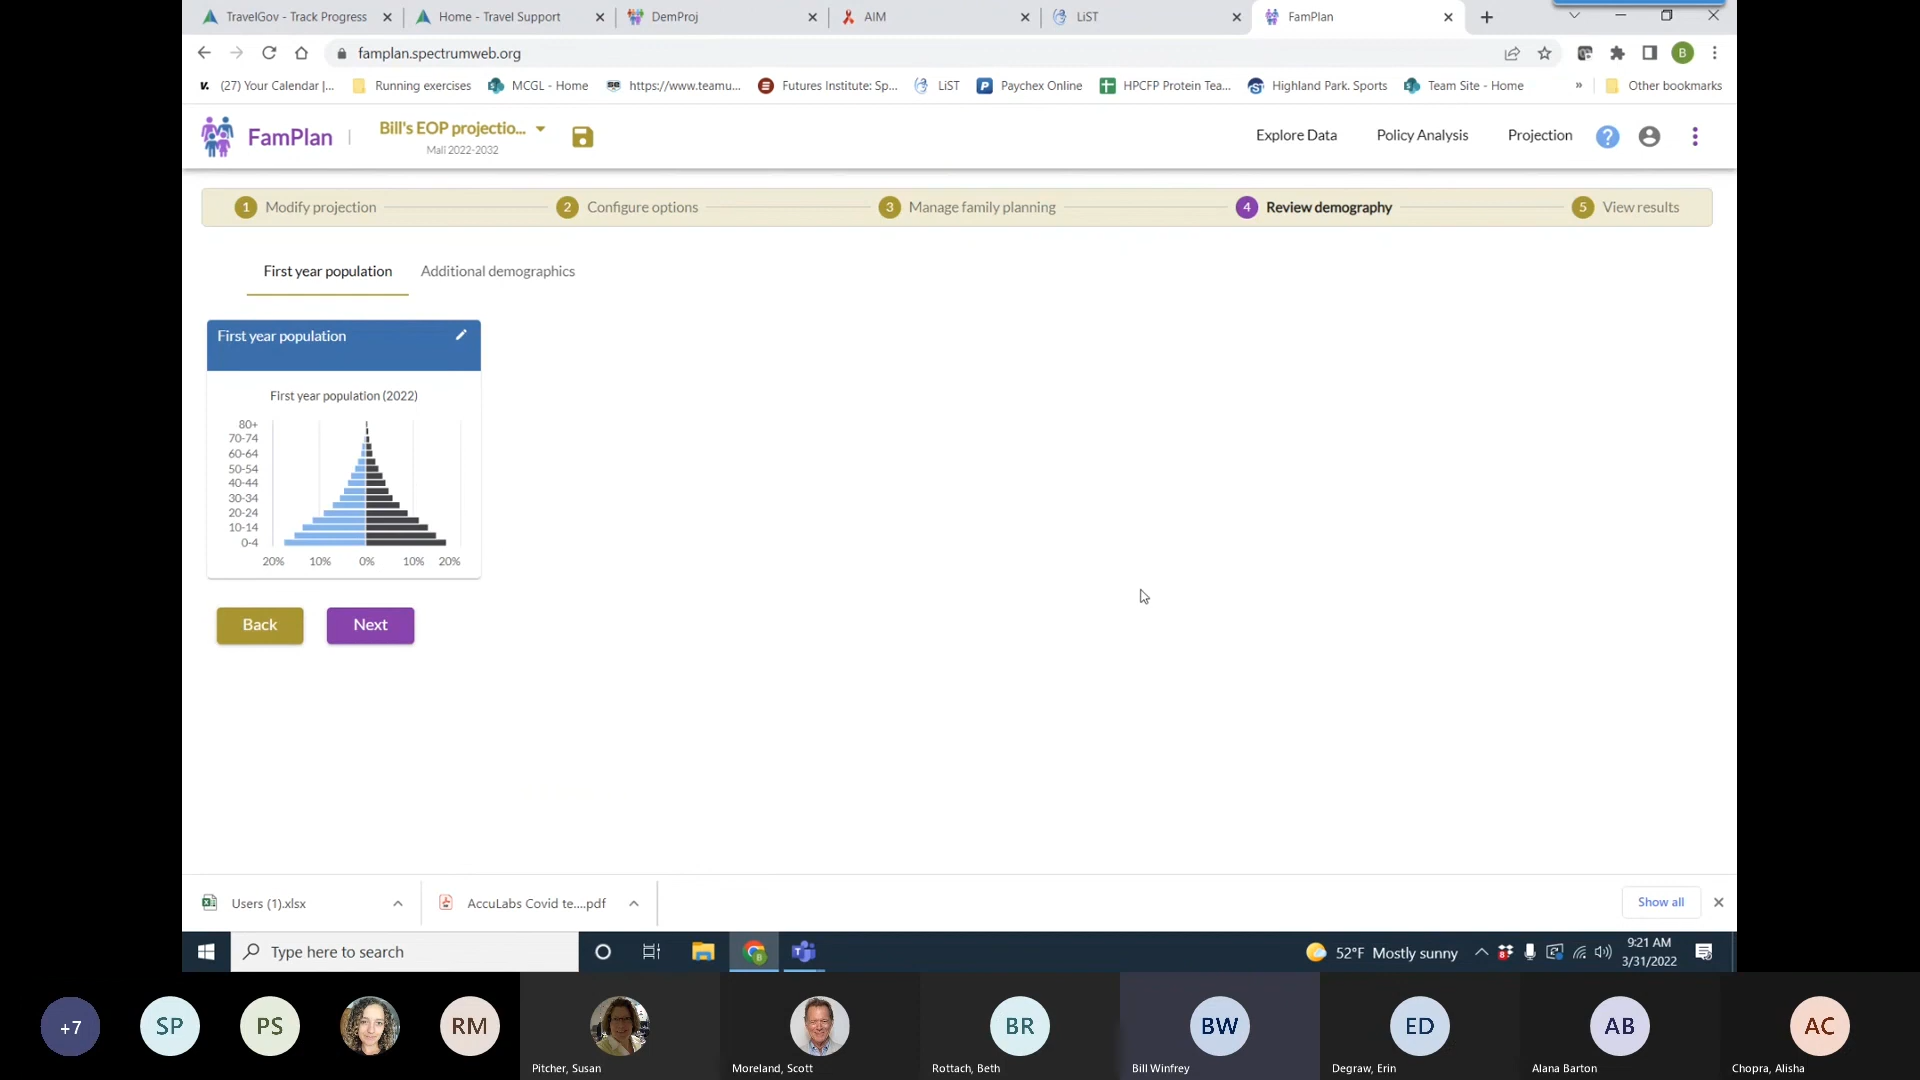 TravelGov - Track Progress
Home - Travel Support
DemProj
AIM
LiST
FamPlan
famplan.spectrumweb.org
B
(27) Your Calendar |...
Running exercises
MCGL - Home
https://www.teamu...
Futures Institute: Sp...
LiST
Paychex Online
HPCFP Protein Tea...
Highland Park. Sports
Team Site - Home
»
Other bookmarks
FamPlan
Bill's EOP projectio...
Mali 2022-2032
Explore Data
Policy Analysis
Projection
?
1 Modify projection
2 Configure options
3 Manage family planning
4 Review demography
5 View results
First year population
Additional demographics
First year population
First year population (2022)
80+
70-74
60-64
50-54
40-44
30-34
20-24
10-14
0-4
20% 10% 0% 10% 20%
Back
Next
Users (1).xlsx
AccuLabs Covid te....pdf
Show all
Type here to search
52°F Mostly sunny
9:21 AM
3/31/2022
+7
SP
PS
RM
BR
BW
ED
AB
AC
Pitcher, Susan
Moreland, Scott
Rottach, Beth
Bill Winfrey
Degraw, Erin
Alana Barton
Chopra, Alisha